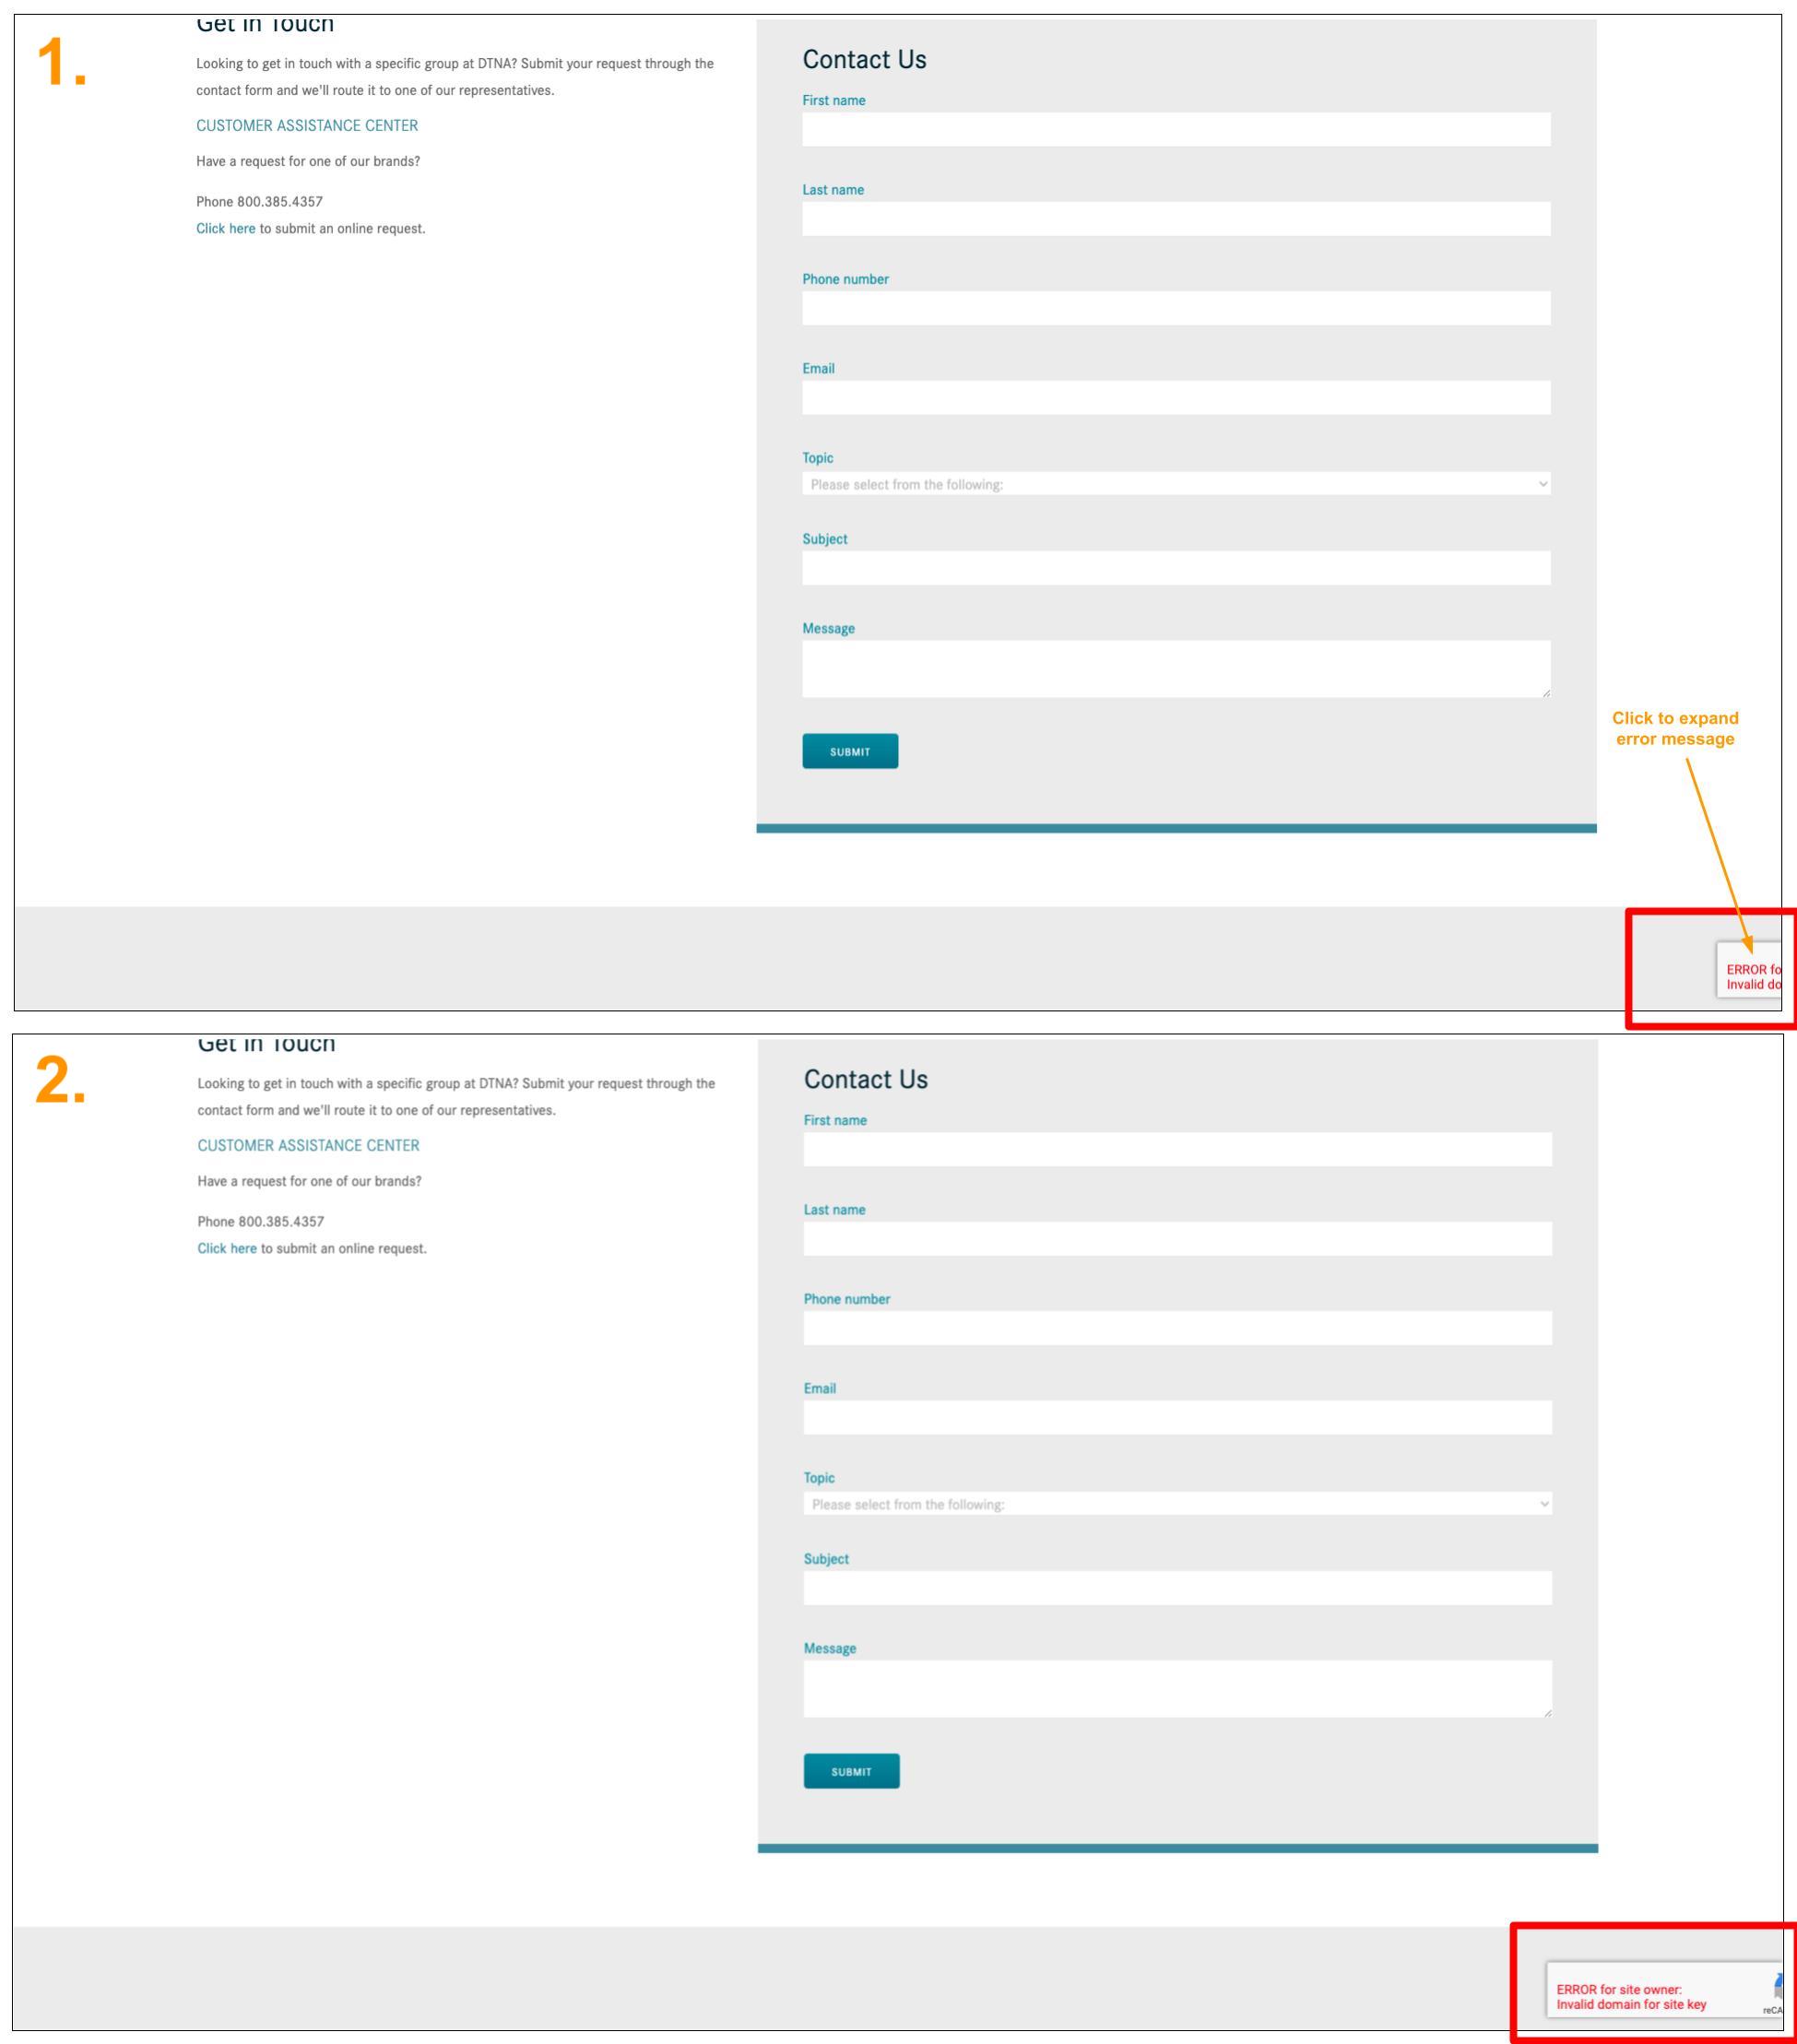 1.
Get in Touch
Looking to get in touch with a specific group at DTNA? Submit your request through the
contact form and we'll route it to one of our representatives.
CUSTOMER ASSISTANCE CENTER
Have a request for one of our brands?
Phone 800.385.4357
Click here to submit an online request.
Contact Us
First name
Last name
Phone number
Email
Topic
Please select from the following:
Subject
Message
SUBMIT
Click to expand
error message
ERROR fo
Invalid do
2.
Get in Touch
Looking to get in touch with a specific group at DTNA? Submit your request through the
contact form and we'll route it to one of our representatives.
CUSTOMER ASSISTANCE CENTER
Have a request for one of our brands?
Phone 800.385.4357
Click here to submit an online request.
Contact Us
First name
Last name
Phone number
Email
Topic
Please select from the following:
Subject
Message
SUBMIT
ERROR for site owner:
Invalid domain for site key
reCA